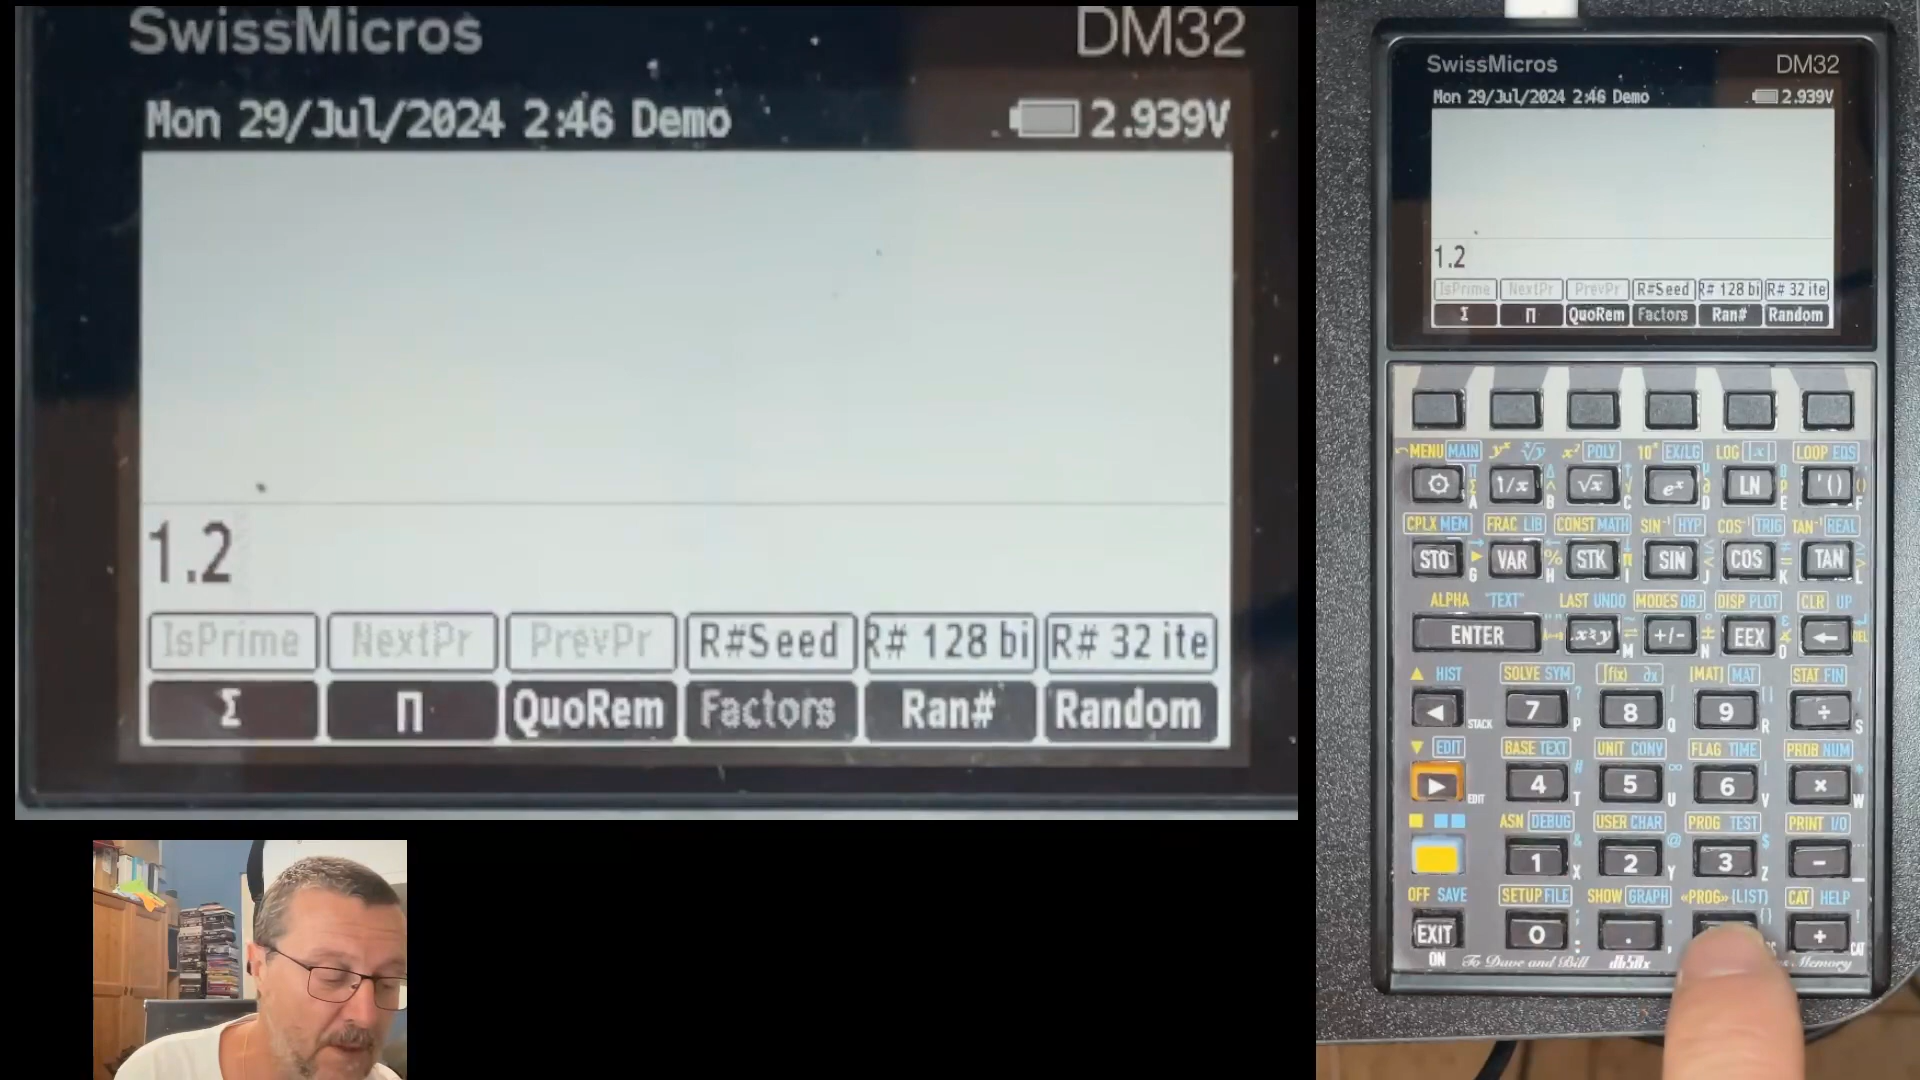 SwissMicros DM32
Mon 29/Jul/2024 2:46 Demo 2.939V
1.2
IsPrime NextPr PrevPr R#Seed R# 128 bi R# 32 ite
Σ ∏ QuoRem Factors Ran# Random
SwissMicros DM32
Mon 29/Jul/2024 2:46 Demo 2.939V
1.2
IsPrime NextPr PrevPr R#Seed R# 128 bi R# 32 ite
Σ ∏ QuoRem Factors Ran# Random
MENU MAIN yˣ ˣ√y x² POLY 10ˣ EX/LG LOG |x| LOOP EQS
1/x √x eˣ LN '()
A B C D E F
CPLX MEM FRAC LIB CONST MATH SIN⁻¹ HYP COS⁻¹ TRIG TAN⁻¹ REAL
STO VAR STK SIN COS TAN
G H I J K L
ALPHA "TEXT" LAST UNDO MODES OBJ DISP PLOT CLR UP
ENTER x≷y +/- EEX ←
M N O DEL
▲ HIST SOLVE SYM ∫f(x) ∂x [MAT] MAT STAT FIN
◀ STACK 7 P 8 Q 9 R ÷ S
▼ EDIT BASE TEXT UNIT CONV FLAG TIME PROB NUM
▶ EDIT 4 T 5 U 6 V × W
ASN DEBUG USER CHAR PROG TEST PRINT I/O
1 X 2 Y 3 Z −
OFF SAVE SETUP FILE SHOW GRAPH «PROG» {LIST} CAT HELP
EXIT 0 . + CAT
ON To Dave and Bill db50x Memory